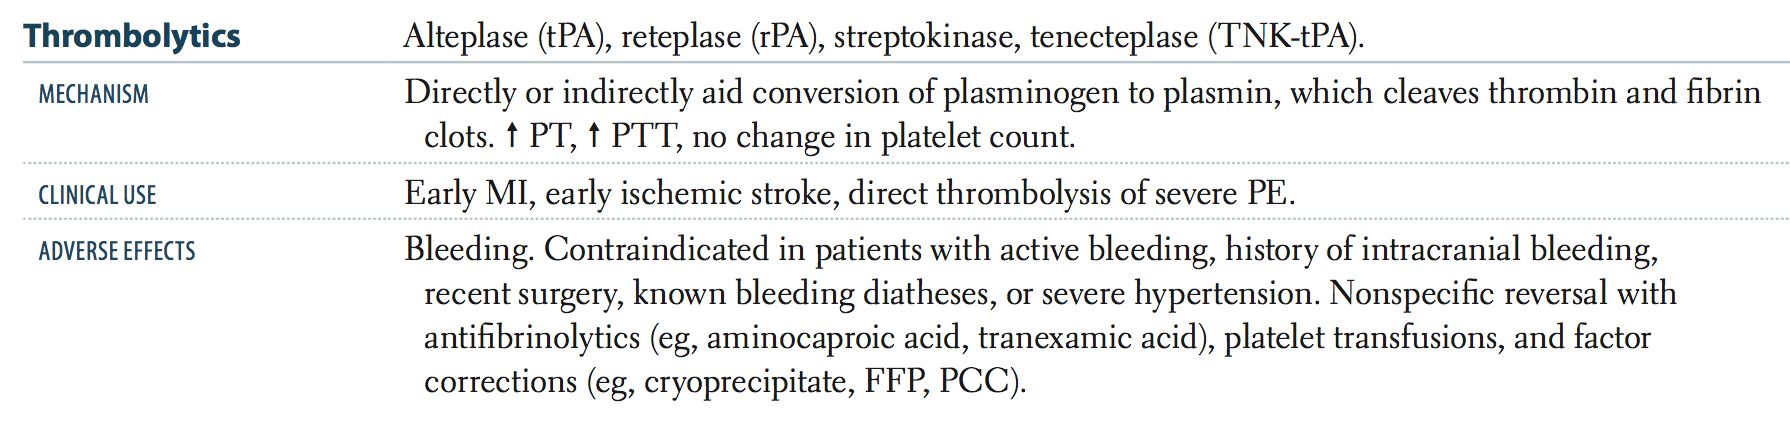 Thrombolytics Alteplase (tPA), reteplase (rPA), streptokinase, tenecteplase (TNK-tPA).
MECHANISM Directly or indirectly aid conversion of plasminogen to plasmin, which cleaves thrombin and fibrin
clots. ↑ PT, ↑ PTT, no change in platelet count.
CLINICAL USE Early MI, early ischemic stroke, direct thrombolysis of severe PE.
ADVERSE EFFECTS Bleeding. Contraindicated in patients with active bleeding, history of intracranial bleeding,
recent surgery, known bleeding diatheses, or severe hypertension. Nonspecific reversal with
antifibrinolytics (eg, aminocaproic acid, tranexamic acid), platelet transfusions, and factor
corrections (eg, cryoprecipitate, FFP, PCC).